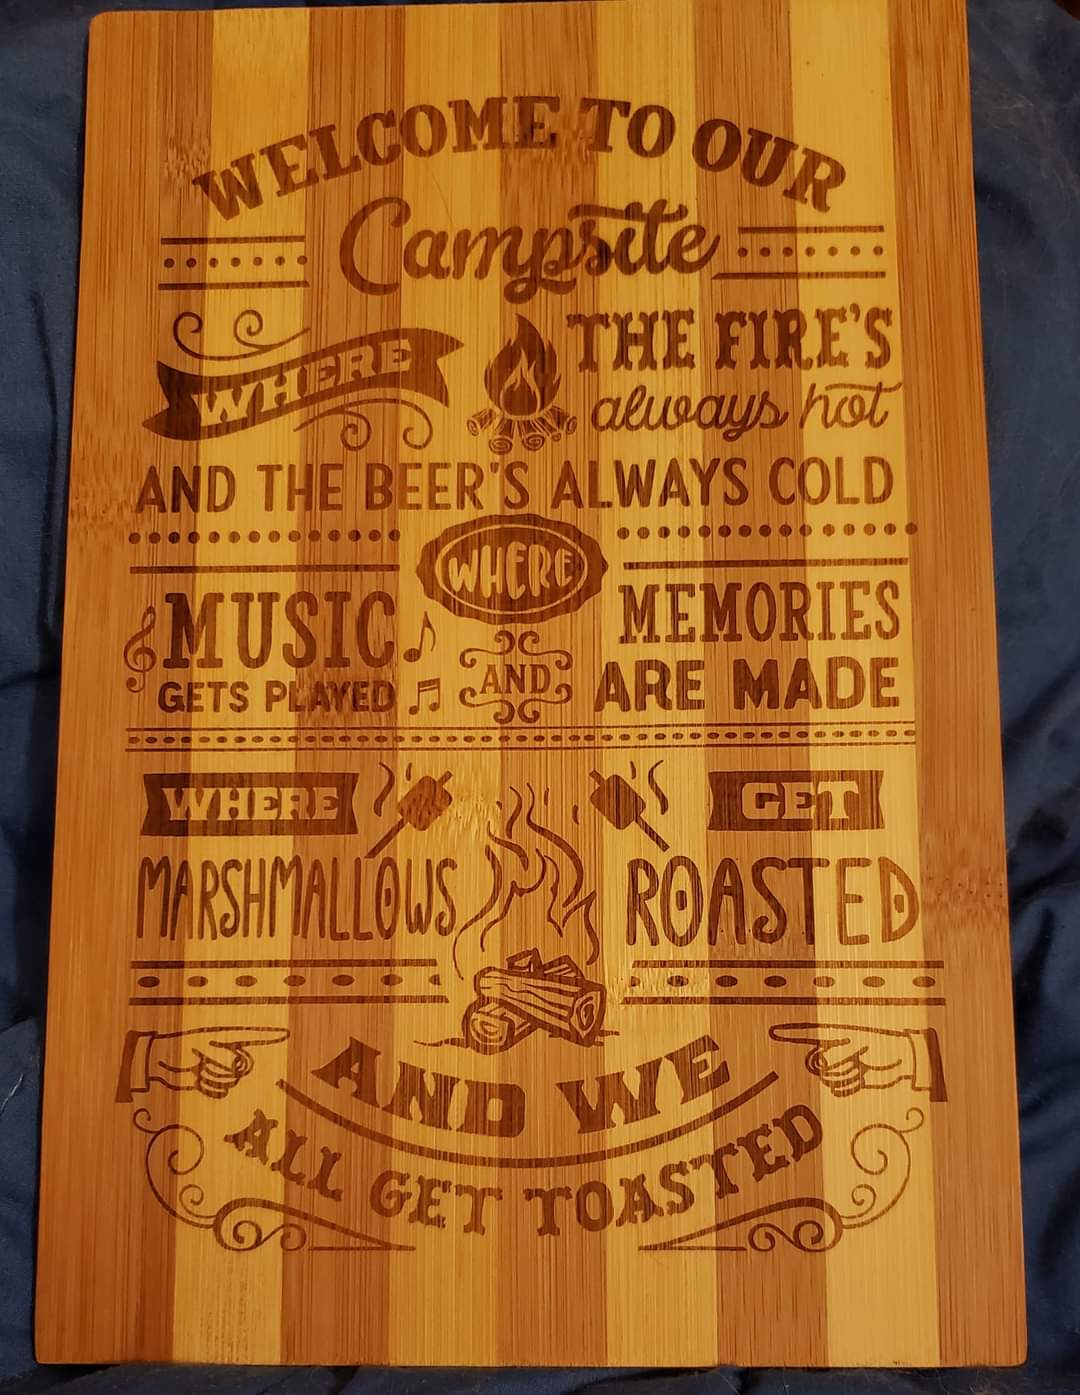 WELCOME TO OUR
Campsite
WHERE
THE FIRE'S
always hot
AND THE BEER'S ALWAYS COLD
WHERE
MUSIC
GETS PLAYED
AND
MEMORIES
ARE MADE
WHERE
MARSHMALLOWS
GET
ROASTED
AND WE
ALL GET TOASTED